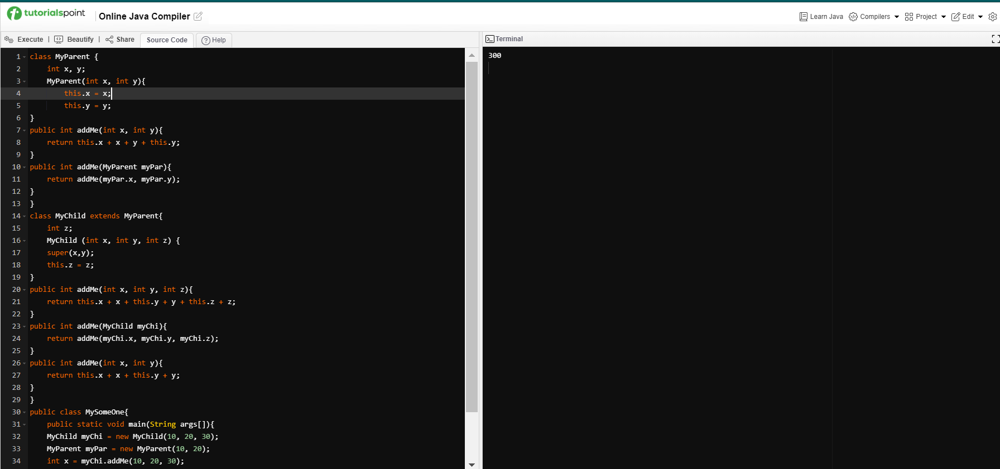 tutorialspoint
Online Java Compiler
Learn Java Compilers Project Edit
Execute | Beautify | Share Source Code Help
Terminal
1 class MyParent {
2     int x, y;
3     MyParent(int x, int y){
4         this.x = x;
5         this.y = y;
6 }
7 public int addMe(int x, int y){
8     return this.x + x + y + this.y;
9 }
10 public int addMe(MyParent myPar){
11     return addMe(myPar.x, myPar.y);
12 }
13 }
14 class MyChild extends MyParent{
15     int z;
16     MyChild (int x, int y, int z) {
17     super(x,y);
18     this.z = z;
19 }
20 public int addMe(int x, int y, int z){
21     return this.x + x + this.y + y + this.z + z;
22 }
23 public int addMe(MyChild myChi){
24     return addMe(myChi.x, myChi.y, myChi.z);
25 }
26 public int addMe(int x, int y){
27     return this.x + x + this.y + y;
28 }
29 }
30 public class MySomeOne{
31     public static void main(String args[]){
32     MyChild myChi = new MyChild(10, 20, 30);
33     MyParent myPar = new MyParent(10, 20);
34     int x = myChi.addMe(10, 20, 30);
300